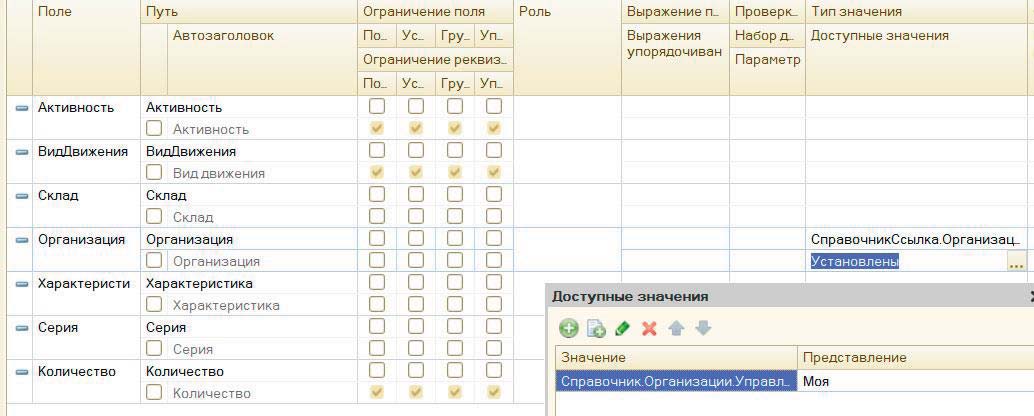 Поле Путь Ограничение поля Роль Выражение п... Проверк... Тип значения
Автозаголовок По... Ус... Гру... Уп... Выражения упорядочиван Набор д... Доступные значения
Ограничение реквиз... Параметр
По... Ус... Гру... Уп...
Активность Активность
Активность
ВидДвижения ВидДвижения
Вид движения
Склад Склад
Склад
Организация Организация СправочникСсылка.Организац...
Организация Установлены ...
Характеристи Характеристика
Характеристика
Серия Серия
Серия
Количество Количество
Количество
Доступные значения
Значение Представление
Справочник.Организации.Управл... Моя